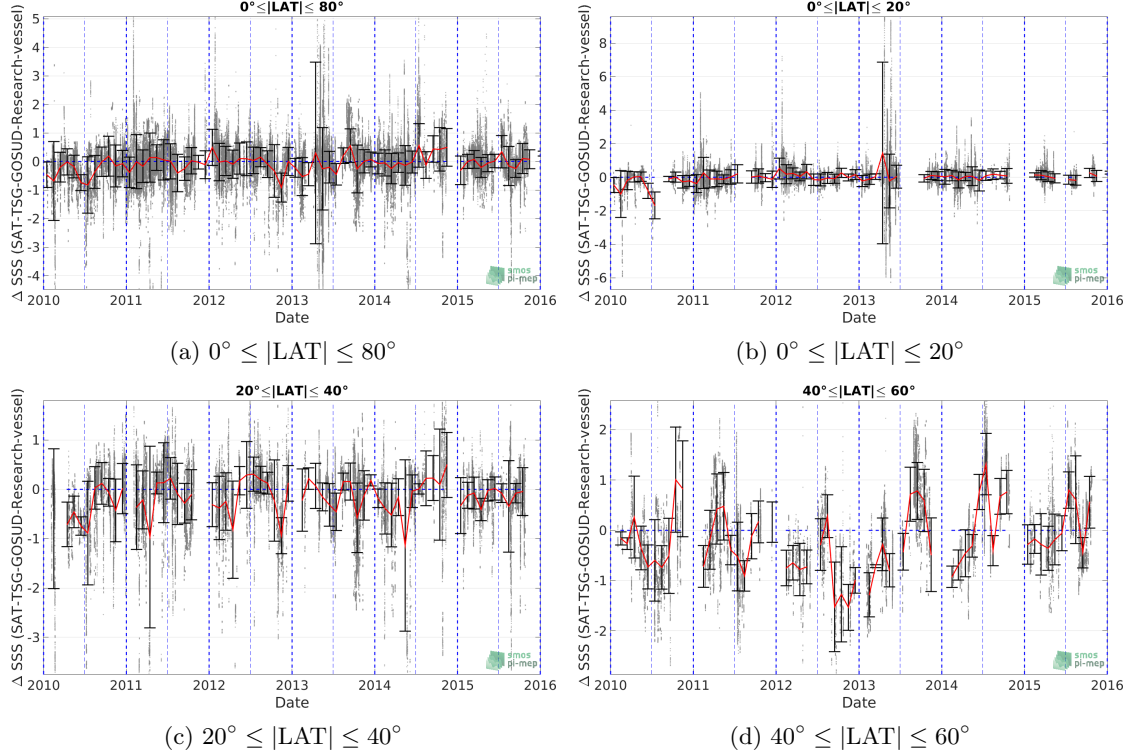 0°≤|LAT|≤ 80°
Δ SSS (SAT-TSG-GOSUD-Research-vessel)
5
4
3
2
1
0
-1
-2
-3
-4
2010 2011 2012 2013 2014 2015 2016
Date
smos
pi-mep
(a) 0° ≤ |LAT| ≤ 80°
0°≤|LAT|≤ 20°
Δ SSS (SAT-TSG-GOSUD-Research-vessel)
8
6
4
2
0
-2
-4
-6
2010 2011 2012 2013 2014 2015 2016
Date
smos
pi-mep
(b) 0° ≤ |LAT| ≤ 20°
20°≤|LAT|≤ 40°
Δ SSS (SAT-TSG-GOSUD-Research-vessel)
1
0
-1
-2
-3
2010 2011 2012 2013 2014 2015 2016
Date
smos
pi-mep
(c) 20° ≤ |LAT| ≤ 40°
40°≤|LAT|≤ 60°
Δ SSS (SAT-TSG-GOSUD-Research-vessel)
2
1
0
-1
-2
2010 2011 2012 2013 2014 2015 2016
Date
smos
pi-mep
(d) 40° ≤ |LAT| ≤ 60°